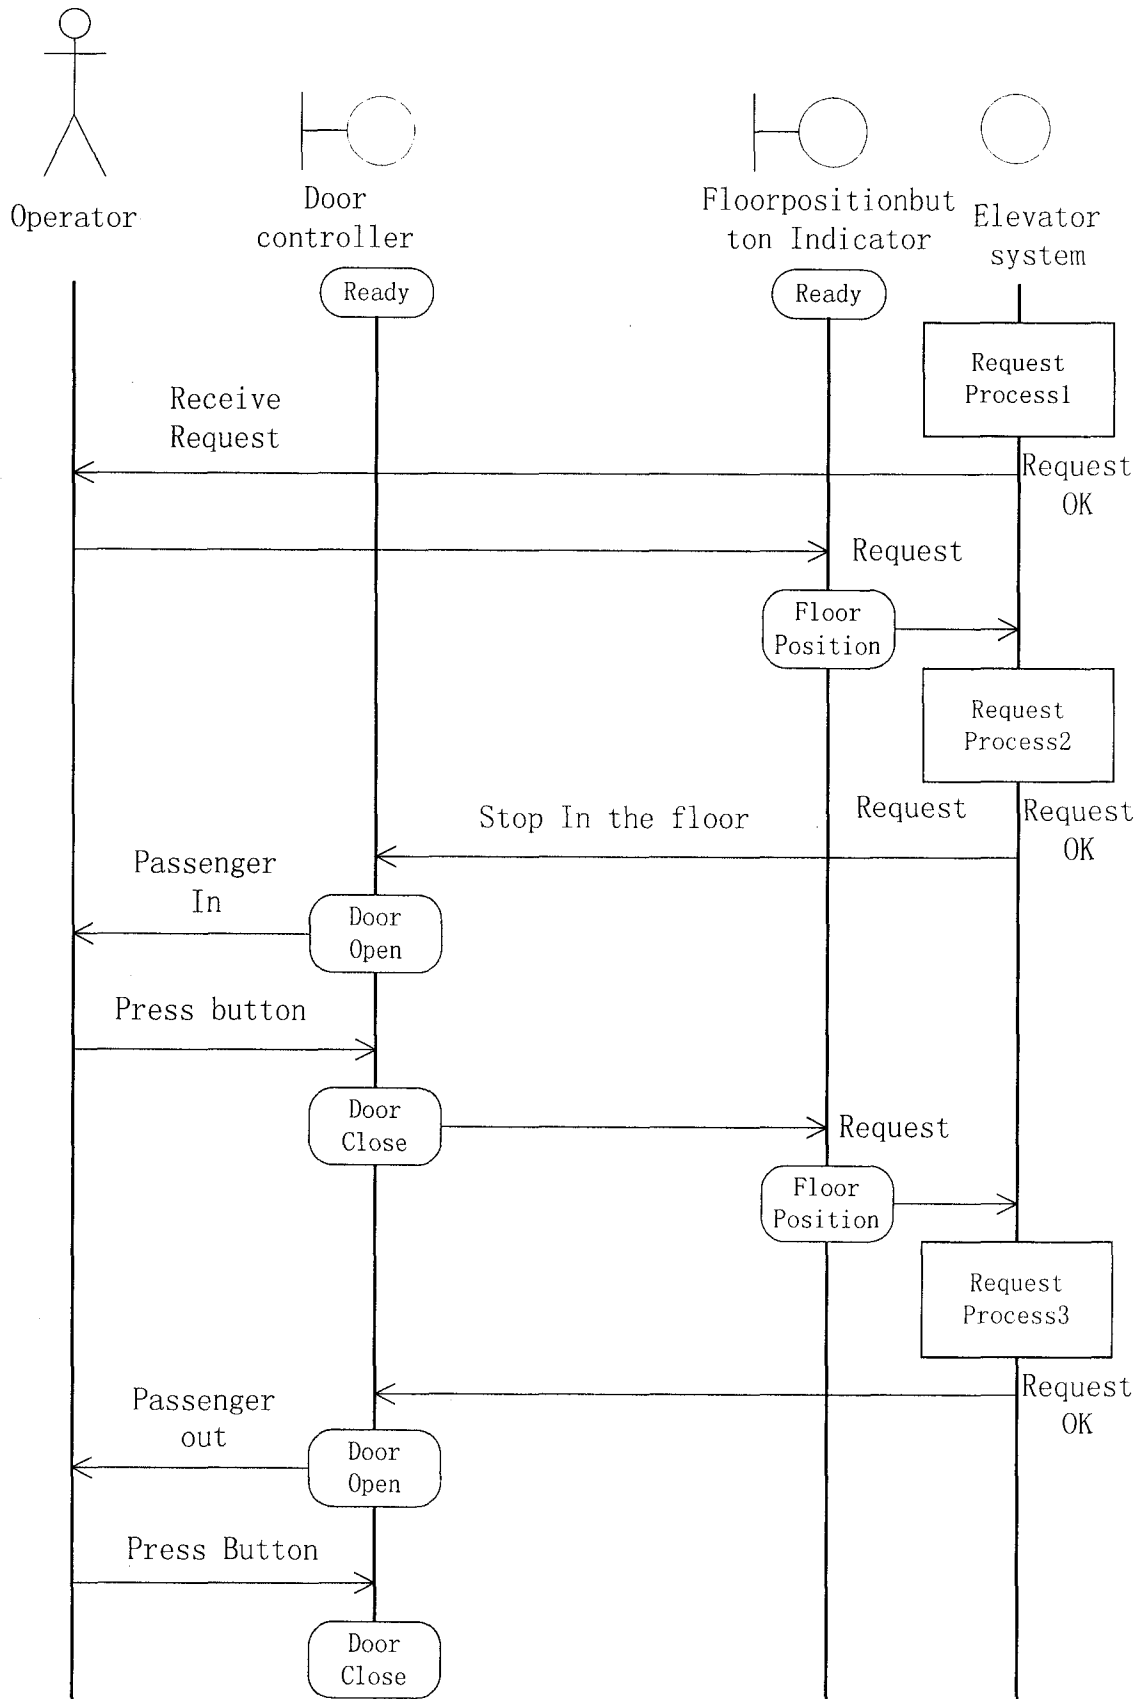 Operator
Door
controller
Floorpositionbut
ton Indicator
Elevator
system
Ready
Ready
Request
Process1
Receive
Request
Request
OK
Request
Floor
Position
Request
Process2
Stop In the floor
Request
Request
OK
Passenger
In
Door
Open
Press button
Door
Close
Request
Floor
Position
Request
Process3
Request
OK
Passenger
out
Door
Open
Press Button
Door
Close